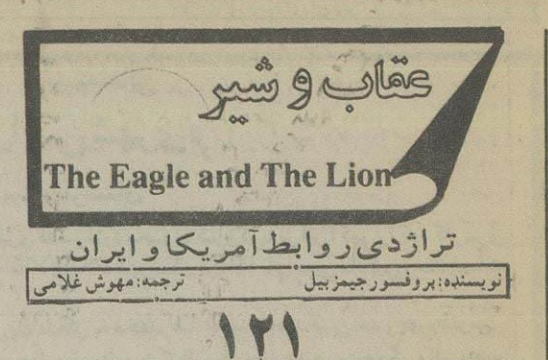 عقاب و شیر
The Eagle and The Lion
تراژدی روابط آمریکا و ایران
نویسنده: پروفسور جیمز بیل ترجمه: مهوش غلامی
۱۲۱